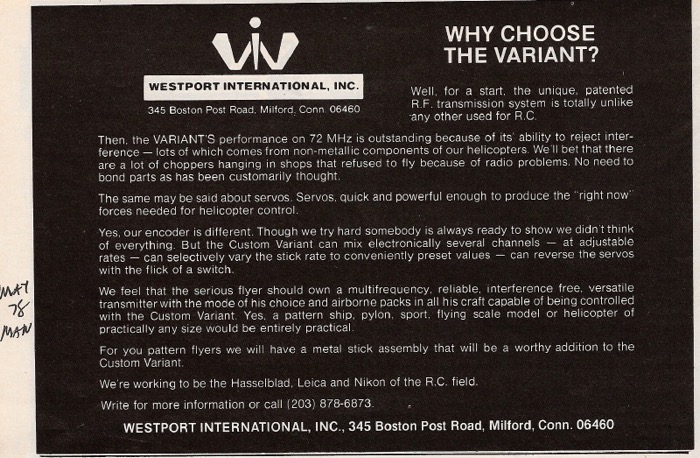 WESTPORT INTERNATIONAL, INC.
345 Boston Post Road, Milford, Conn. 06460
WHY CHOOSE
THE VARIANT?
Well, for a start, the unique, patented
R.F. transmission system is totally unlike
any other used for R.C.
Then, the VARIANT'S performance on 72 MHz is outstanding because of its' ability to reject inter-
ference — lots of which comes from non-metallic components of our helicopters. We'll bet that there
are a lot of choppers hanging in shops that refused to fly because of radio problems. No need to
bond parts as has been customarily thought.
The same may be said about servos. Servos, quick and powerful enough to produce the "right now"
forces needed for helicopter control.
Yes, our encoder is different. Though we try hard somebody is always ready to show we didn't think
of everything. But the Custom Variant can mix electronically several channels — at adjustable
rates — can selectively vary the stick rate to conveniently preset values — can reverse the servos
with the flick of a switch.
We feel that the serious flyer should own a multifrequency, reliable, interference free, versatile
transmitter with the mode of his choice and airborne packs in all his craft capable of being controlled
with the Custom Variant. Yes, a pattern ship, pylon, sport, flying scale model or helicopter of
practically any size would be entirely practical.
For you pattern flyers we will have a metal stick assembly that will be a worthy addition to the
Custom Variant.
We're working to be the Hasselblad, Leica and Nikon of the R.C. field.
Write for more information or call (203) 878-6873.
WESTPORT INTERNATIONAL, INC., 345 Boston Post Road, Milford, Conn. 06460
MAY
78
MAN